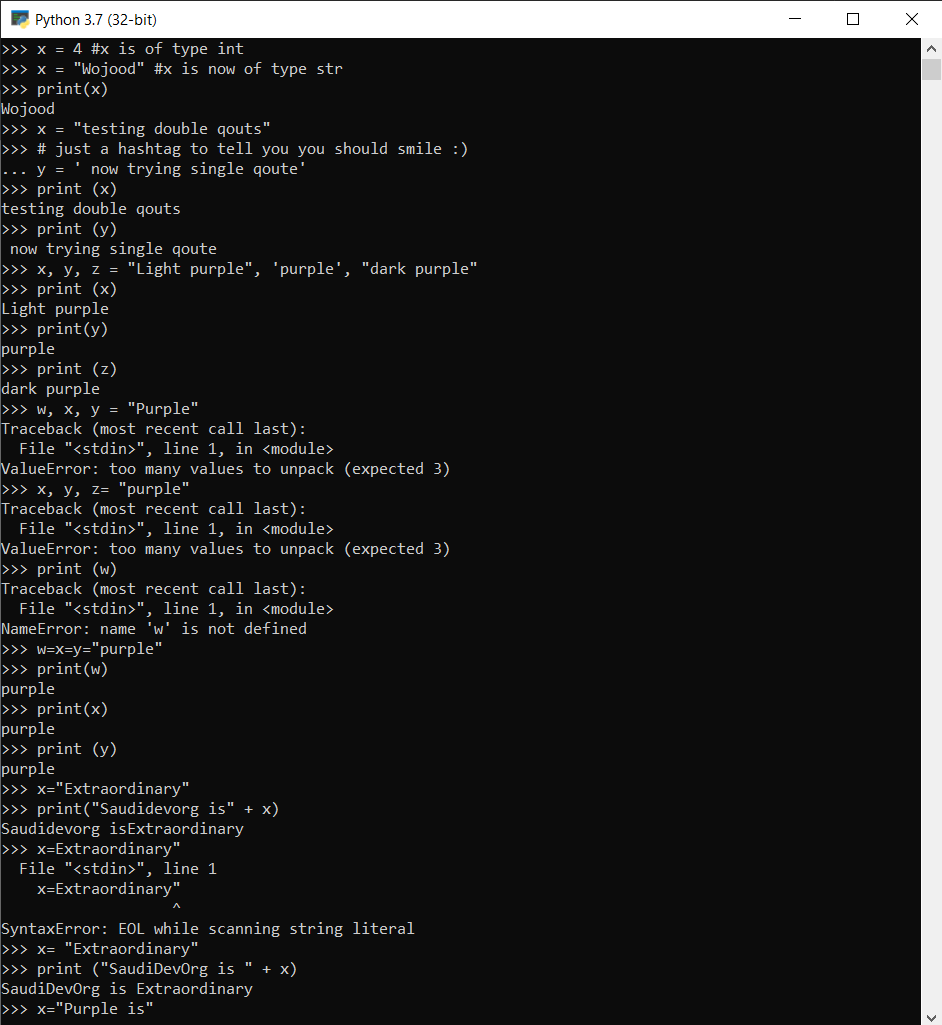 Python 3.7 (32-bit)
>>> x = 4 #x is of type int
>>> x = "Wojood" #x is now of type str
>>> print(x)
Wojood
>>> x = "testing double qouts"
>>> # just a hashtag to tell you you should smile :)
... y = ' now trying single qoute'
>>> print (x)
testing double qouts
>>> print (y)
 now trying single qoute
>>> x, y, z = "Light purple", 'purple', "dark purple"
>>> print (x)
Light purple
>>> print(y)
purple
>>> print (z)
dark purple
>>> w, x, y = "Purple"
Traceback (most recent call last):
  File "<stdin>", line 1, in <module>
ValueError: too many values to unpack (expected 3)
>>> x, y, z= "purple"
Traceback (most recent call last):
  File "<stdin>", line 1, in <module>
ValueError: too many values to unpack (expected 3)
>>> print (w)
Traceback (most recent call last):
  File "<stdin>", line 1, in <module>
NameError: name 'w' is not defined
>>> w=x=y="purple"
>>> print(w)
purple
>>> print(x)
purple
>>> print (y)
purple
>>> x="Extraordinary"
>>> print("Saudidevorg is" + x)
Saudidevorg isExtraordinary
>>> x=Extraordinary"
  File "<stdin>", line 1
    x=Extraordinary"
                   ^
SyntaxError: EOL while scanning string literal
>>> x= "Extraordinary"
>>> print ("SaudiDevOrg is " + x)
SaudiDevOrg is Extraordinary
>>> x="Purple is"